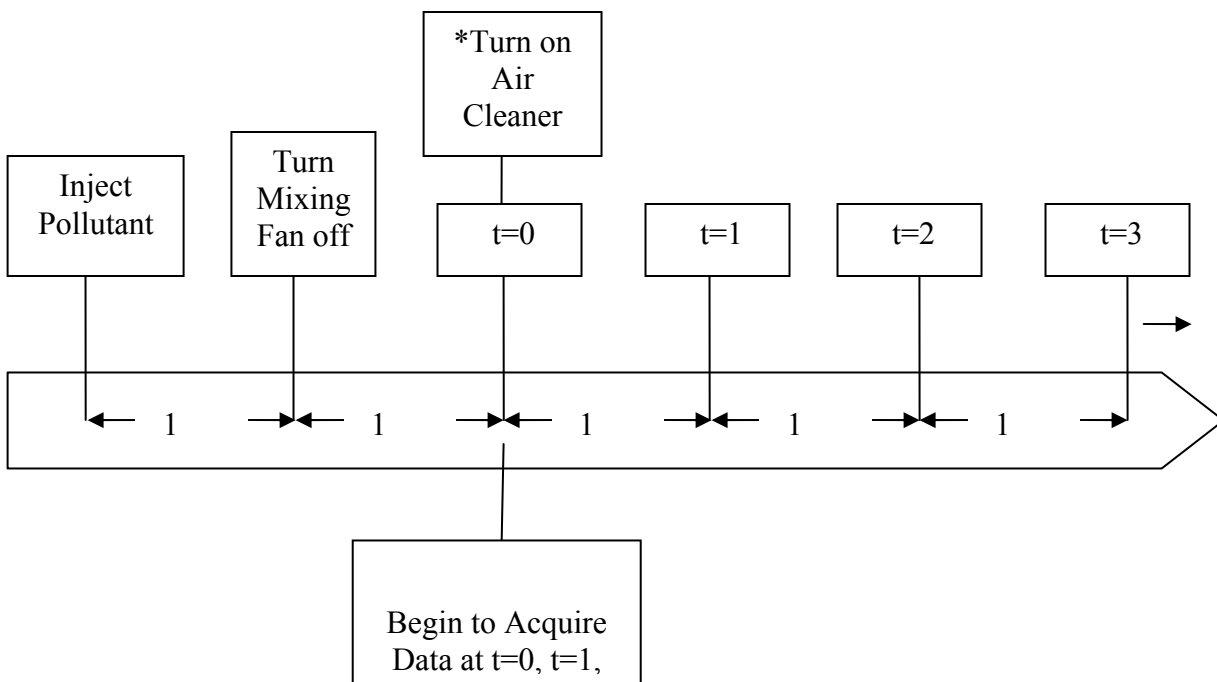 *Turn on
Air
Cleaner
Inject
Pollutant
Turn
Mixing
Fan off
t=0
t=1
t=2
t=3
1
1
1
1
1
Begin to Acquire
Data at t=0, t=1,